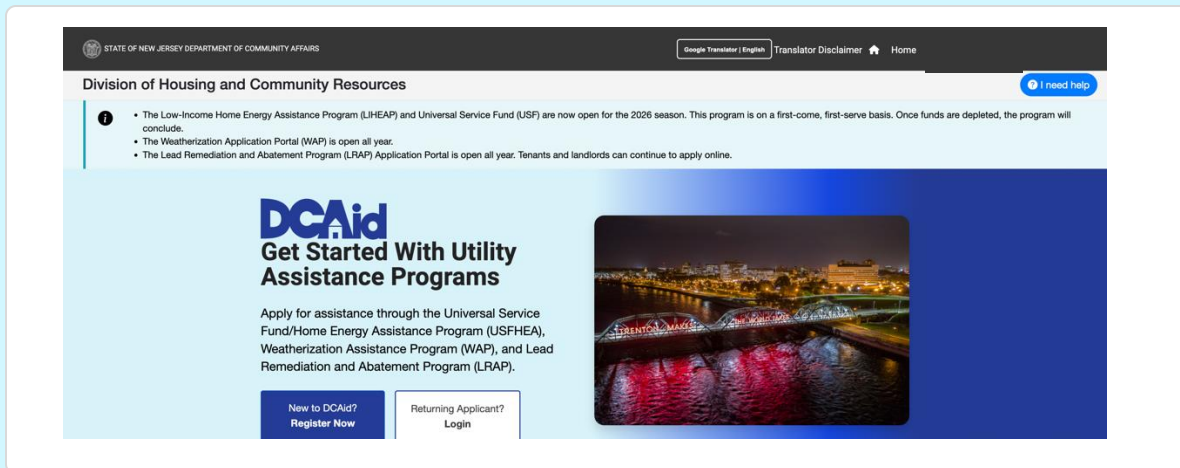 STATE OF NEW JERSEY DEPARTMENT OF COMMUNITY AFFAIRS
Google Translator | English Translator Disclaimer Home
Division of Housing and Community Resources
I need help
• The Low-Income Home Energy Assistance Program (LIHEAP) and Universal Service Fund (USF) are now open for the 2026 season. This program is on a first-come, first-serve basis. Once funds are depleted, the program will
conclude.
• The Weatherization Application Portal (WAP) is open all year.
• The Lead Remediation and Abatement Program (LRAP) Application Portal is open all year. Tenants and landlords can continue to apply online.
DCAid
Get Started With Utility
Assistance Programs
Apply for assistance through the Universal Service
Fund/Home Energy Assistance Program (USFHEA),
Weatherization Assistance Program (WAP), and Lead
Remediation and Abatement Program (LRAP).
New to DCAid?
Register Now
Returning Applicant?
Login
TRENTON MAKES THE WORLD TAKES